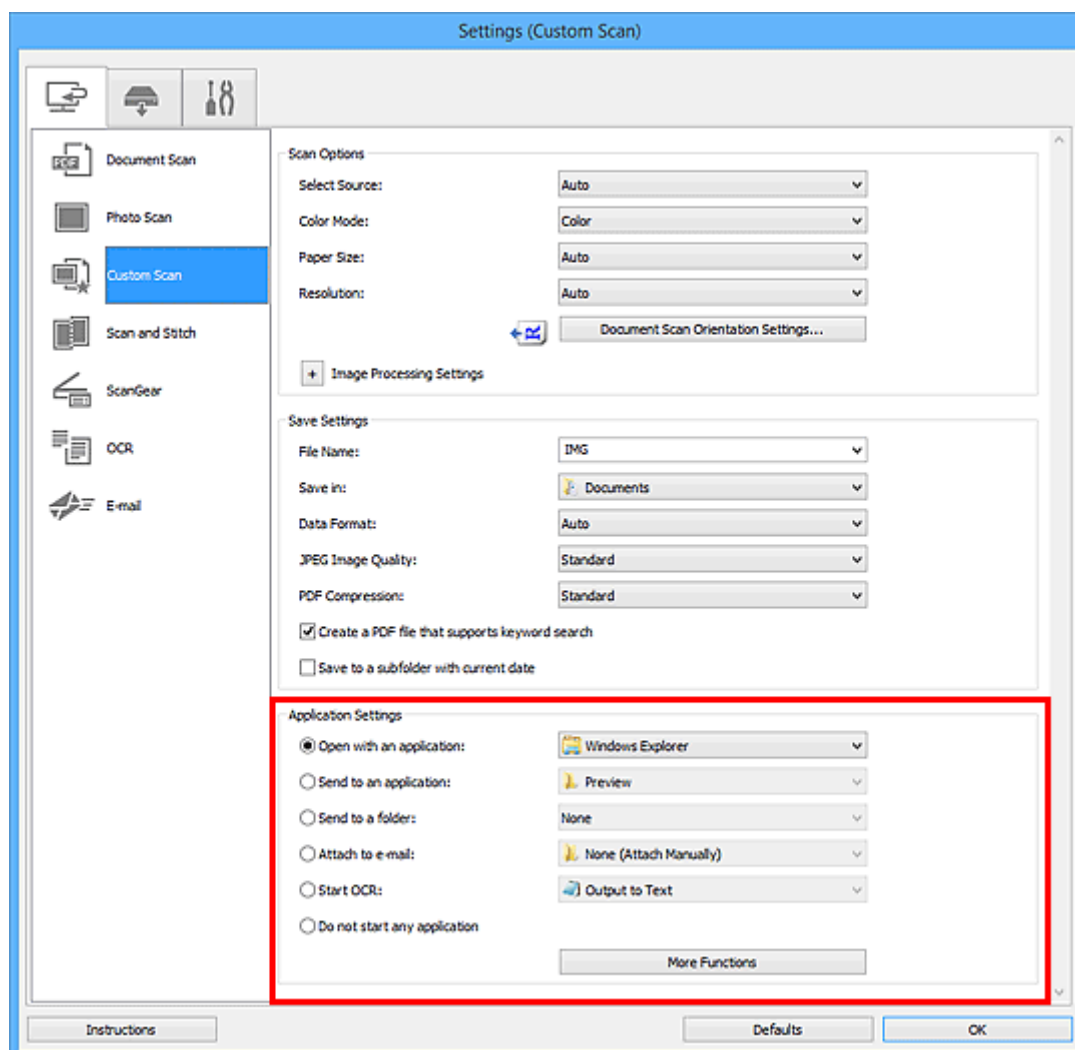 Settings (Custom Scan)
PDF
Document Scan
Photo Scan
Custom Scan
Scan and Stitch
ScanGear
OCR
E-mail
Scan Options
Select Source: Auto
Color Mode: Color
Paper Size: Auto
Resolution: Auto
R Document Scan Orientation Settings...
+ Image Processing Settings
Save Settings
File Name: IMG
Save in: Documents
Data Format: Auto
JPEG Image Quality: Standard
PDF Compression: Standard
Create a PDF file that supports keyword search
Save to a subfolder with current date
Application Settings
Open with an application: Windows Explorer
Send to an application: Preview
Send to a folder: None
Attach to e-mail: None (Attach Manually)
Start OCR: Output to Text
Do not start any application
More Functions
Instructions Defaults OK